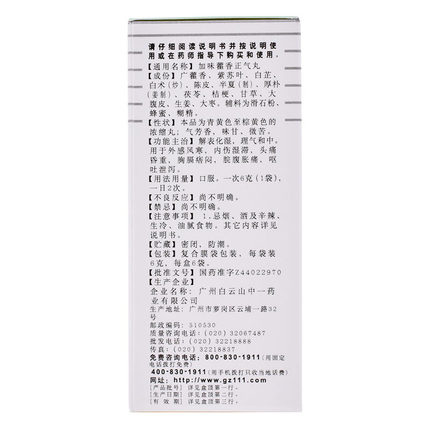 请仔细阅读说明书并按说明使
用或在药师指导下购买和使用。
【通用名称】加味藿香正气丸
【成份】广藿香、紫苏叶、白芷、
白术(炒)、陈皮、半夏(制)、厚朴
(姜制)、茯苓、桔梗、甘草、大
腹皮、生姜、大枣。辅料为滑石粉、
蜂蜜、糊精。
【性状】本品为青黄色至棕黄色的
浓缩丸；气芳香，味甘、微苦。
【功能主治】解表化湿，理气和中。
用于外感风寒，内伤湿滞，头痛
昏重，胸膈痞闷，脘腹胀痛，呕
吐泄泻。
【用法用量】口服。一次6克(1袋)，
一日2次。
【不良反应】尚不明确。
【禁忌】尚不明确。
【注意事项】1.忌烟、酒及辛辣、
生冷、油腻食物。其它内容详见
说明书。
【贮藏】密闭，防潮。
【包装】复合膜袋包装，每袋装
6克，每盒6袋。
【批准文号】国药准字Z44022970
【生产企业】
企业名称：广州白云山中一药
业有限公司
生产地址：广州市萝岗区云埔一路32
号
邮政编码：510530
咨询电话：(020) 32067487
批发电话：(020) 32218888
传真：(020) 32218837
免费咨询电话：800-830-1911(用固定
电话拨打免费)
400-830-1911(用手机拨打只收当地话费)
网址：http://www.gz111.com
[产品批号] 详见盒顶第一行。
[生产日期] 详见盒顶第二行。
[有 效 期] 详见盒顶第三行。